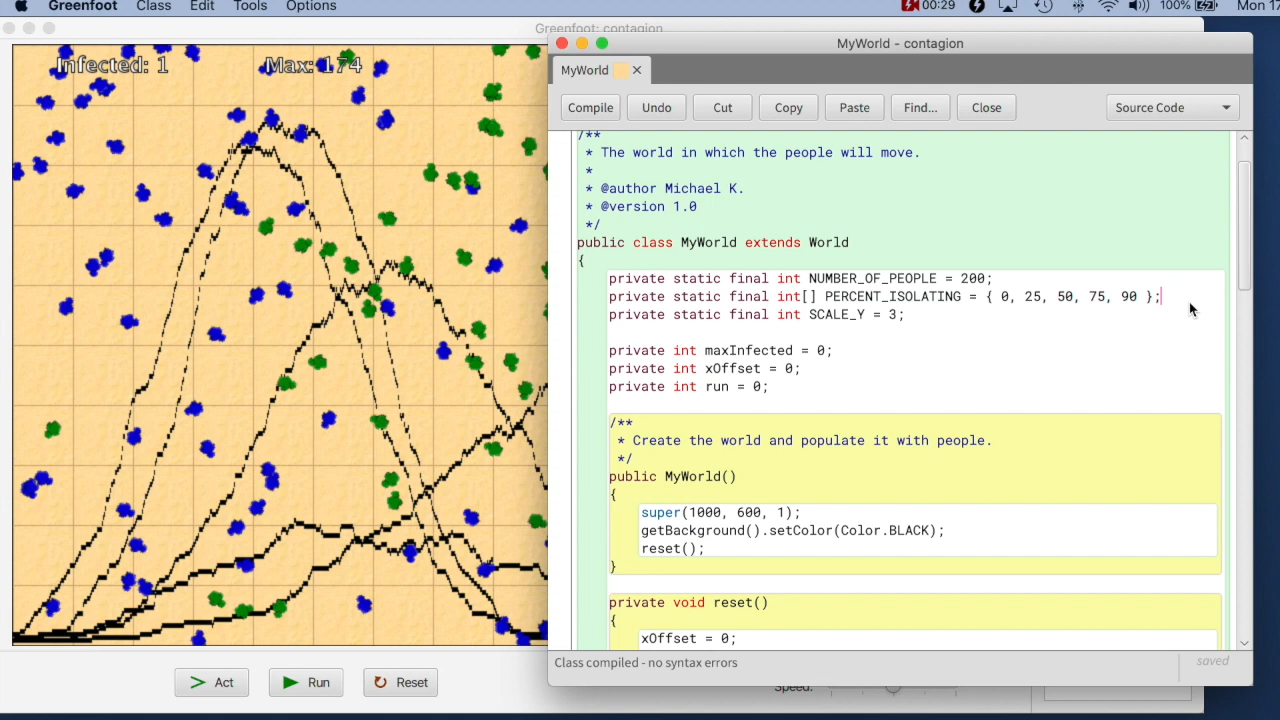 Greenfoot Class Edit Tools Options 00:29 100% Mon 17
Greenfoot: contagion
MyWorld - contagion
MyWorld
Compile Undo Cut Copy Paste Find... Close Source Code
Infected: 1 Max: 174
/**
* The world in which the people will move.
*
* @author Michael K.
* @version 1.0
*/
public class MyWorld extends World
{
private static final int NUMBER_OF_PEOPLE = 200;
private static final int[] PERCENT_ISOLATING = { 0, 25, 50, 75, 90 };
private static final int SCALE_Y = 3;
private int maxInfected = 0;
private int xOffset = 0;
private int run = 0;
/**
* Create the world and populate it with people.
*/
public MyWorld()
{
super(1000, 600, 1);
getBackground().setColor(Color.BLACK);
reset();
}
private void reset()
{
xOffset = 0;
Class compiled - no syntax errors
saved
Act Run Reset Speed: